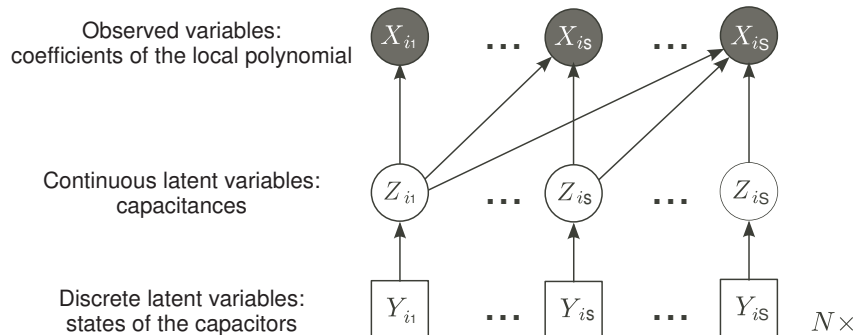 Observed variables:
coefficients of the local polynomial
X_{i1} ... X_{is} ... X_{iS}
Continuous latent variables:
capacitances
Z_{i1} ... Z_{is} ... Z_{iS}
Discrete latent variables:
states of the capacitors
Y_{i1} ... Y_{is} ... Y_{iS} N×